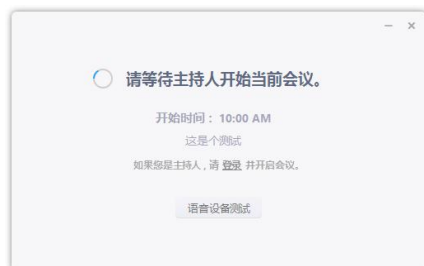 请等待主持人开始当前会议。
开始时间：10:00 AM
这是个测试
如果您是主持人，请 登录 并开启会议。
语音设备测试